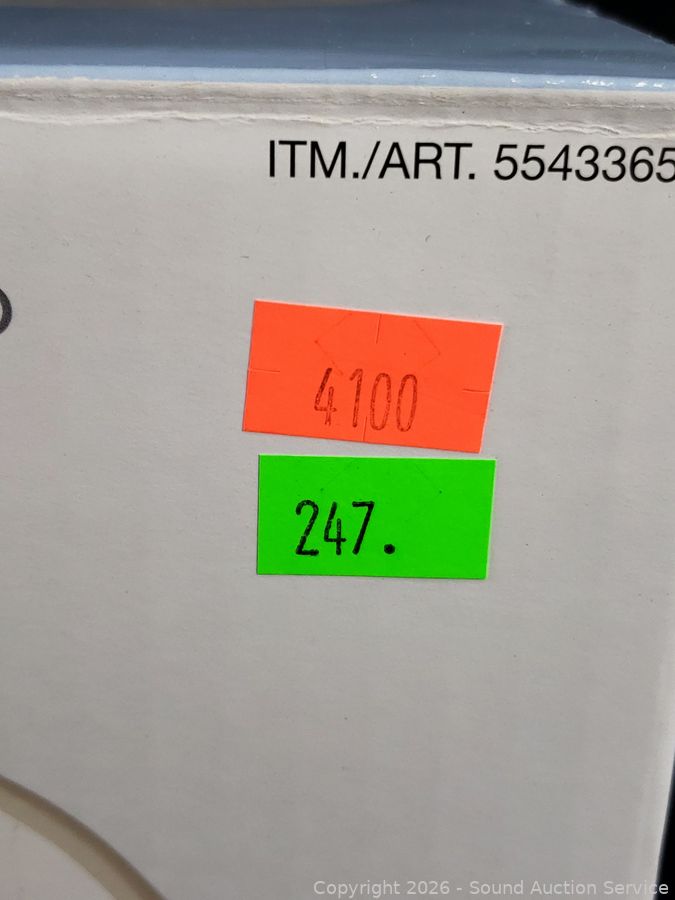 ITM./ART. 5543365
4100
247.
Copyright 2026 - Sound Auction Service